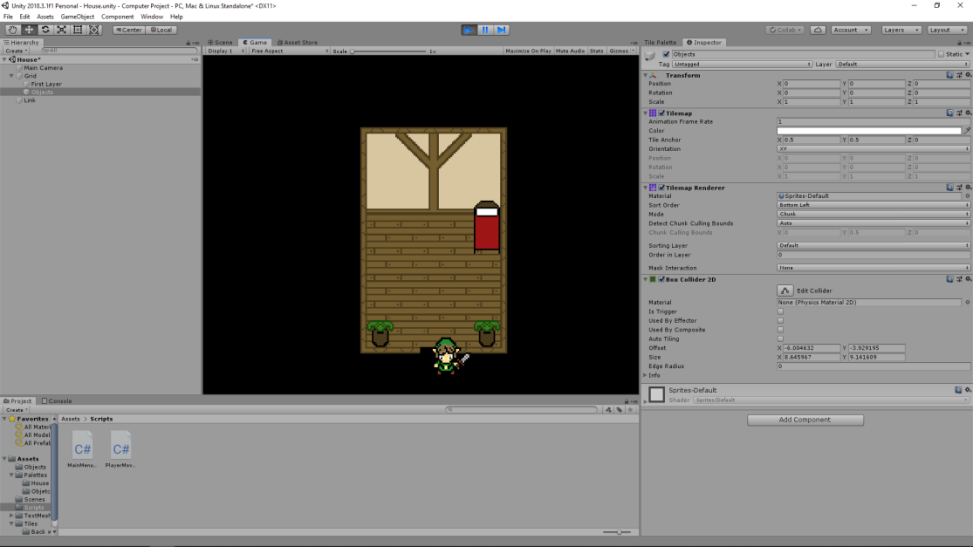 Unity 2018.3.1f1 Personal - House.unity - Computer Project - PC, Mac & Linux Standalone* <DX11>
File Edit Assets GameObject Component Window Help
Center Local Collab Account Layers Layout
Hierarchy
Create All
House*
Main Camera
Grid
First Layer
Objects
Link
Scene Game Asset Store
Display 1 Free Aspect Scale 1x Maximize On Play Mute Audio Stats Gizmos
Tile Palette Inspector
Objects Static
Tag Untagged Layer Default
Transform
Position X 0 Y 0 Z 0
Rotation X 0 Y 0 Z 0
Scale X 1 Y 1 Z 1
Tilemap
Animation Frame Rate 1
Color
Tile Anchor X 0.5 Y 0.5 Z 0
Orientation XY
Position X 0 Y 0 Z 0
Rotation X 0 Y 0 Z 0
Scale X 1 Y 1 Z 1
Tilemap Renderer
Material Sprites-Default
Sort Order Bottom Left
Mode Chunk
Detect Chunk Culling Bounds Auto
Chunk Culling Bounds X 0 Y 0.5 Z 0
Sorting Layer Default
Order in Layer 0
Mask Interaction None
Box Collider 2D
Edit Collider
Material None (Physics Material 2D)
Is Trigger
Used By Effector
Used By Composite
Auto Tiling
Offset X -6.004632 Y -3.929195
Size X 8.645967 Y 9.141609
Edge Radius 0
Info
Sprites-Default
Shader Sprites/Default
Add Component
Project Console
Create
Favorites
All Mater
All Model
All Prefab
Assets
Objects
Palettes
House
Objects
Scenes
Scripts
TextMesh
Tiles
Back
Assets Scripts
C# C#
MainMenu... PlayerMov...